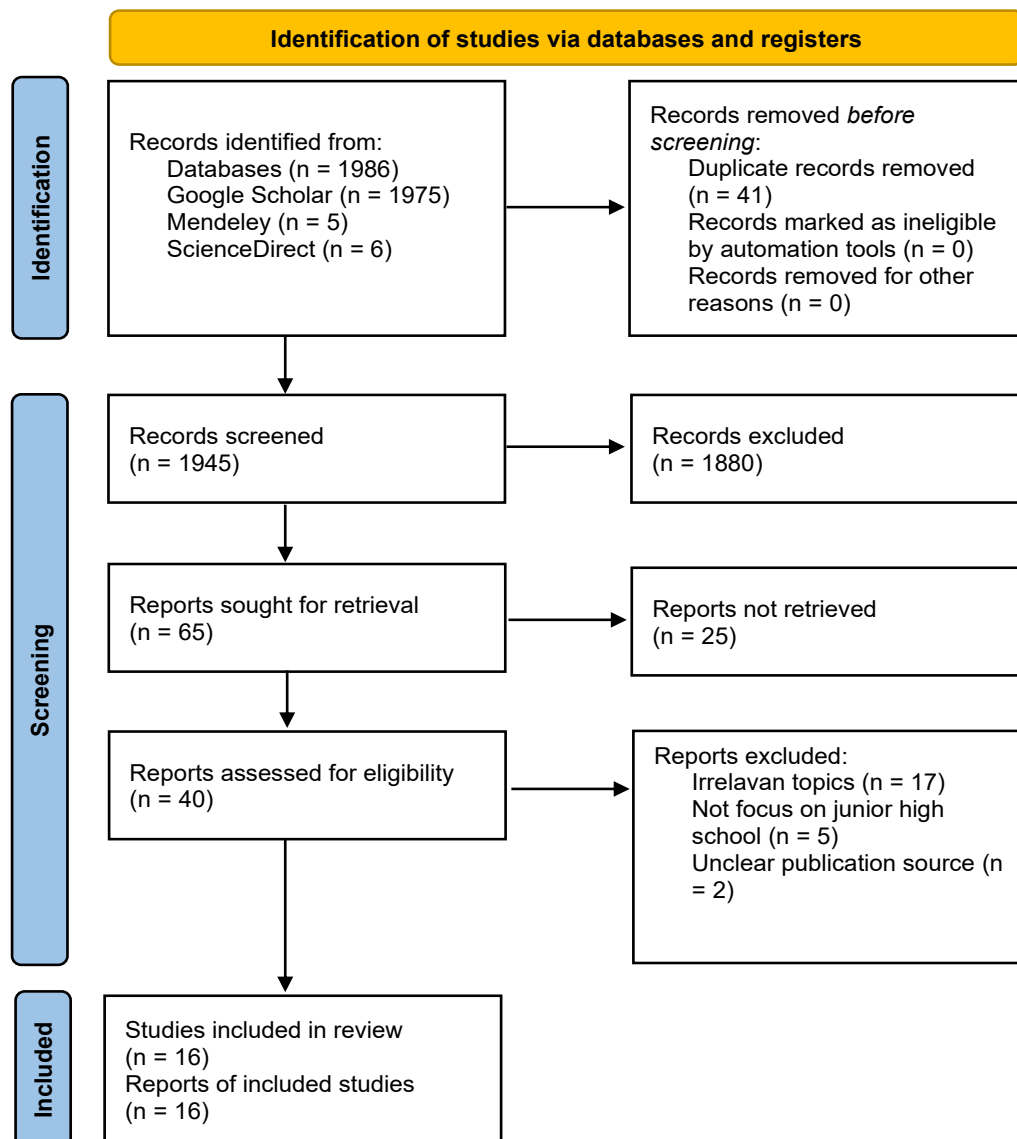 Identification of studies via databases and registers
Identification
Records identified from:
Databases (n = 1986)
Google Scholar (n = 1975)
Mendeley (n = 5)
ScienceDirect (n = 6)
Records removed before
screening:
Duplicate records removed
(n = 41)
Records marked as ineligible
by automation tools (n = 0)
Records removed for other
reasons (n = 0)
Screening
Records screened
(n = 1945)
Records excluded
(n = 1880)
Reports sought for retrieval
(n = 65)
Reports not retrieved
(n = 25)
Reports assessed for eligibility
(n = 40)
Reports excluded:
Irrelavan topics (n = 17)
Not focus on junior high
school (n = 5)
Unclear publication source (n
= 2)
Included
Studies included in review
(n = 16)
Reports of included studies
(n = 16)